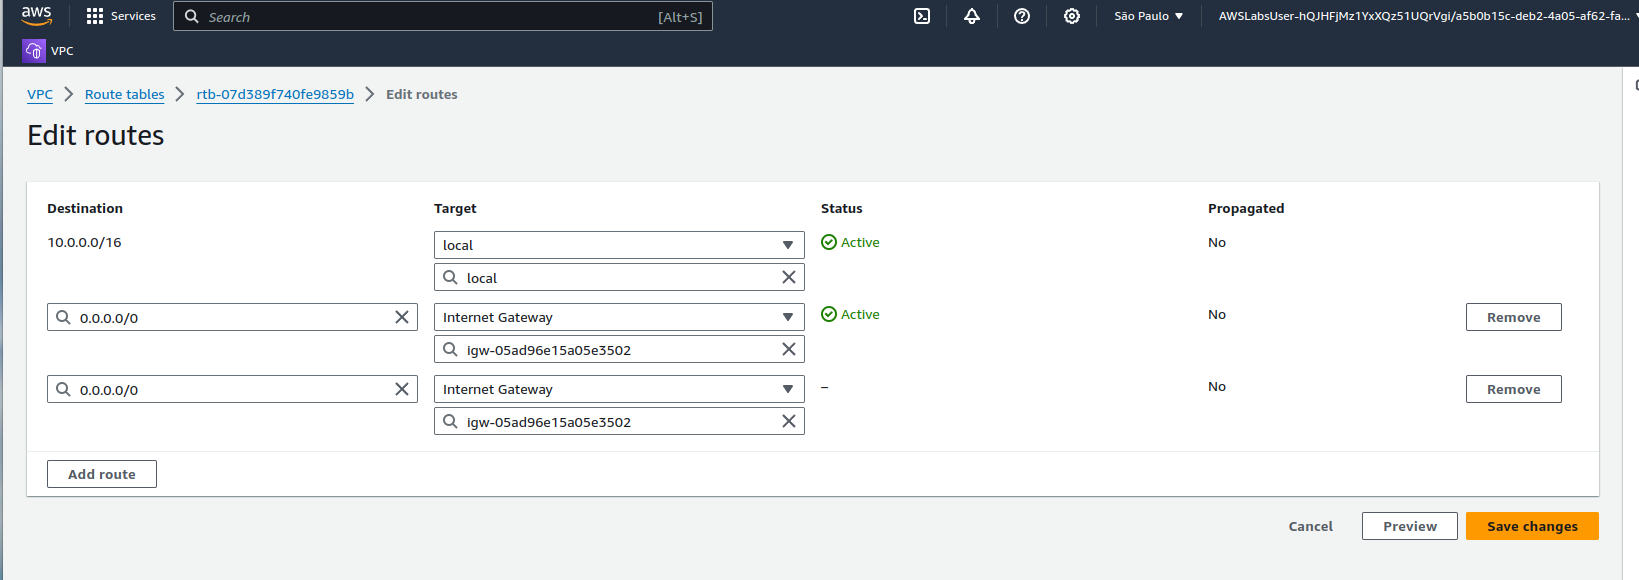 aws
Services
Search
[Alt+S]
São Paulo
AWSLabsUser-hQJHFjMz1YxXQz51UQrVgi/a5b0b15c-deb2-4a05-af62-fa...
VPC
VPC
Route tables
rtb-07d389f740fe9859b
Edit routes
Edit routes
Destination
Target
Status
Propagated
10.0.0.0/16
local
Active
No
local
0.0.0.0/0
Internet Gateway
Active
No
Remove
igw-05ad96e15a05e3502
0.0.0.0/0
Internet Gateway
–
No
Remove
igw-05ad96e15a05e3502
Add route
Cancel
Preview
Save changes